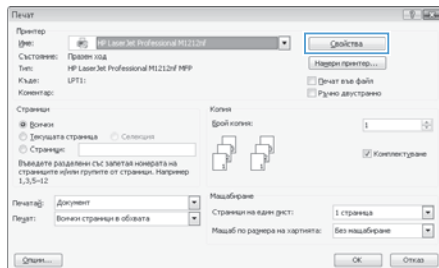 Печат
Принтер
Име: HP LaserJet Professional M1212nf Свойства
Състояние: Празен ход Намери принтер...
Тип: HP LaserJet Professional M1212nf MFP
Къде: LPT1: Печат във файл
Коментар: Ръчно двустранно
Страници Копия
Всички Брой копия: 1
Текущата страница Селекция
Страници: Комплектуване
Въведете разделени със запетая номерата на
страниците и/или групите от страници. Например
1,3,5–12
Мащабиране
Печатай: Документ Страници на един лист: 1 страница
Печат: Всички страници в обхвата Мащаб по размера на хартията: Без мащабиране
Опции... OK Отказ